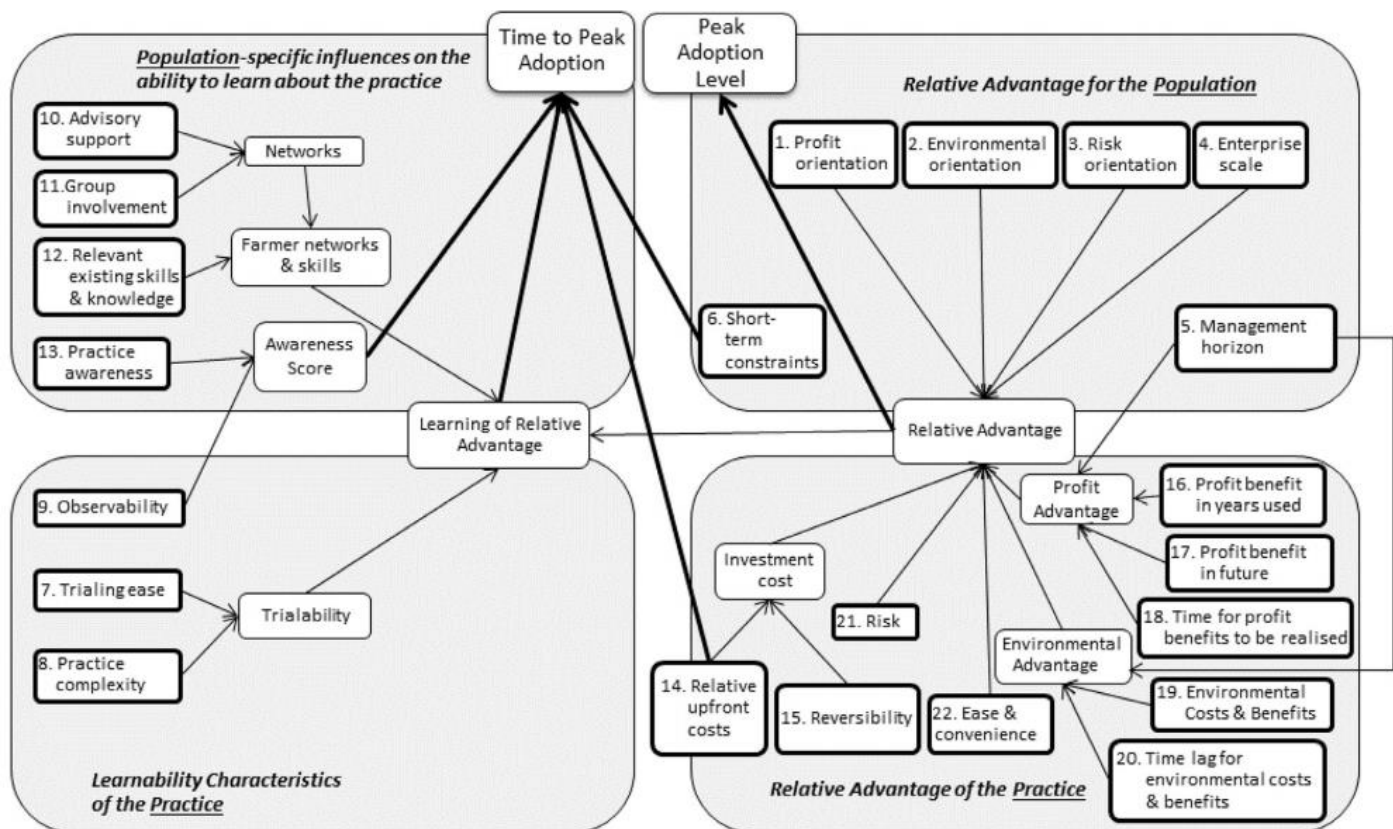 Time to Peak
Adoption
Peak
Adoption
Level
Population-specific influences on the
ability to learn about the practice
Relative Advantage for the Population
10. Advisory
support
Networks
11.Group
involvement
12. Relevant
existing skills
& knowledge
Farmer networks
& skills
13. Practice
awareness
Awareness
Score
1. Profit
orientation
2. Environmental
orientation
3. Risk
orientation
4. Enterprise
scale
6. Short-
term
constraints
5. Management
horizon
Learning of Relative
Advantage
Relative Advantage
9. Observability
7. Trialing ease
8. Practice
complexity
Trialability
Learnability Characteristics
of the Practice
Profit
Advantage
16. Profit benefit
in years used
17. Profit benefit
in future
18. Time for profit
benefits to be realised
Investment
cost
21. Risk
Environmental
Advantage
14. Relative
upfront
costs
15. Reversibility
22. Ease &
convenience
19. Environmental
Costs & Benefits
20. Time lag for
environmental costs
& benefits
Relative Advantage of the Practice